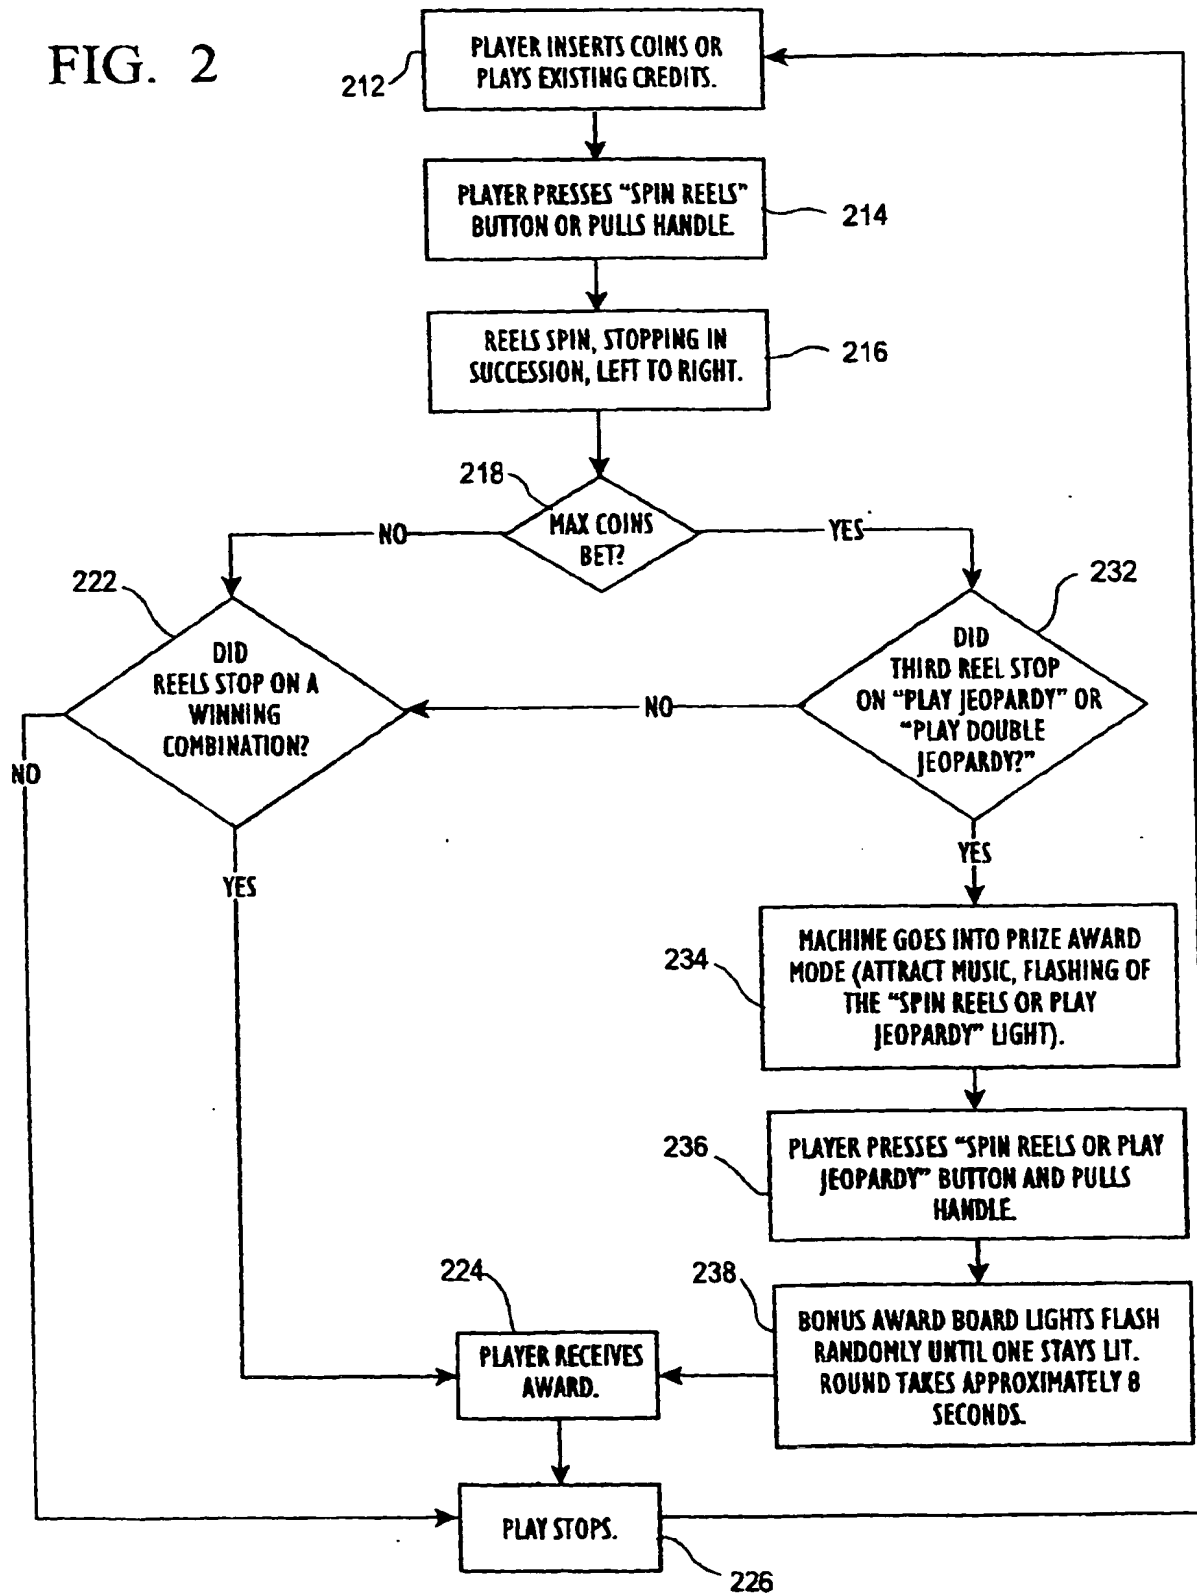 FIG. 2
PLAYER INSERTS COINS OR
PLAYS EXISTING CREDITS.
212
PLAYER PRESSES “SPIN REELS”
BUTTON OR PULLS HANDLE.
214
REELS SPIN, STOPPING IN
SUCCESSION, LEFT TO RIGHT.
216
218
MAX COINS
BET?
NO
YES
222
DID
REELS STOP ON A
WINNING
COMBINATION?
232
DID
THIRD REEL STOP
ON “PLAY JEOPARDY” OR
“PLAY DOUBLE
JEOPARDY?”
NO
NO
YES
YES
234
MACHINE GOES INTO PRIZE AWARD
MODE (ATTRACT MUSIC, FLASHING OF
THE “SPIN REELS OR PLAY
JEOPARDY” LIGHT).
236
PLAYER PRESSES “SPIN REELS OR PLAY
JEOPARDY” BUTTON AND PULLS
HANDLE.
238
BONUS AWARD BOARD LIGHTS FLASH
RANDOMLY UNTIL ONE STAYS LIT.
ROUND TAKES APPROXIMATELY 8
SECONDS.
224
PLAYER RECEIVES
AWARD.
PLAY STOPS.
226